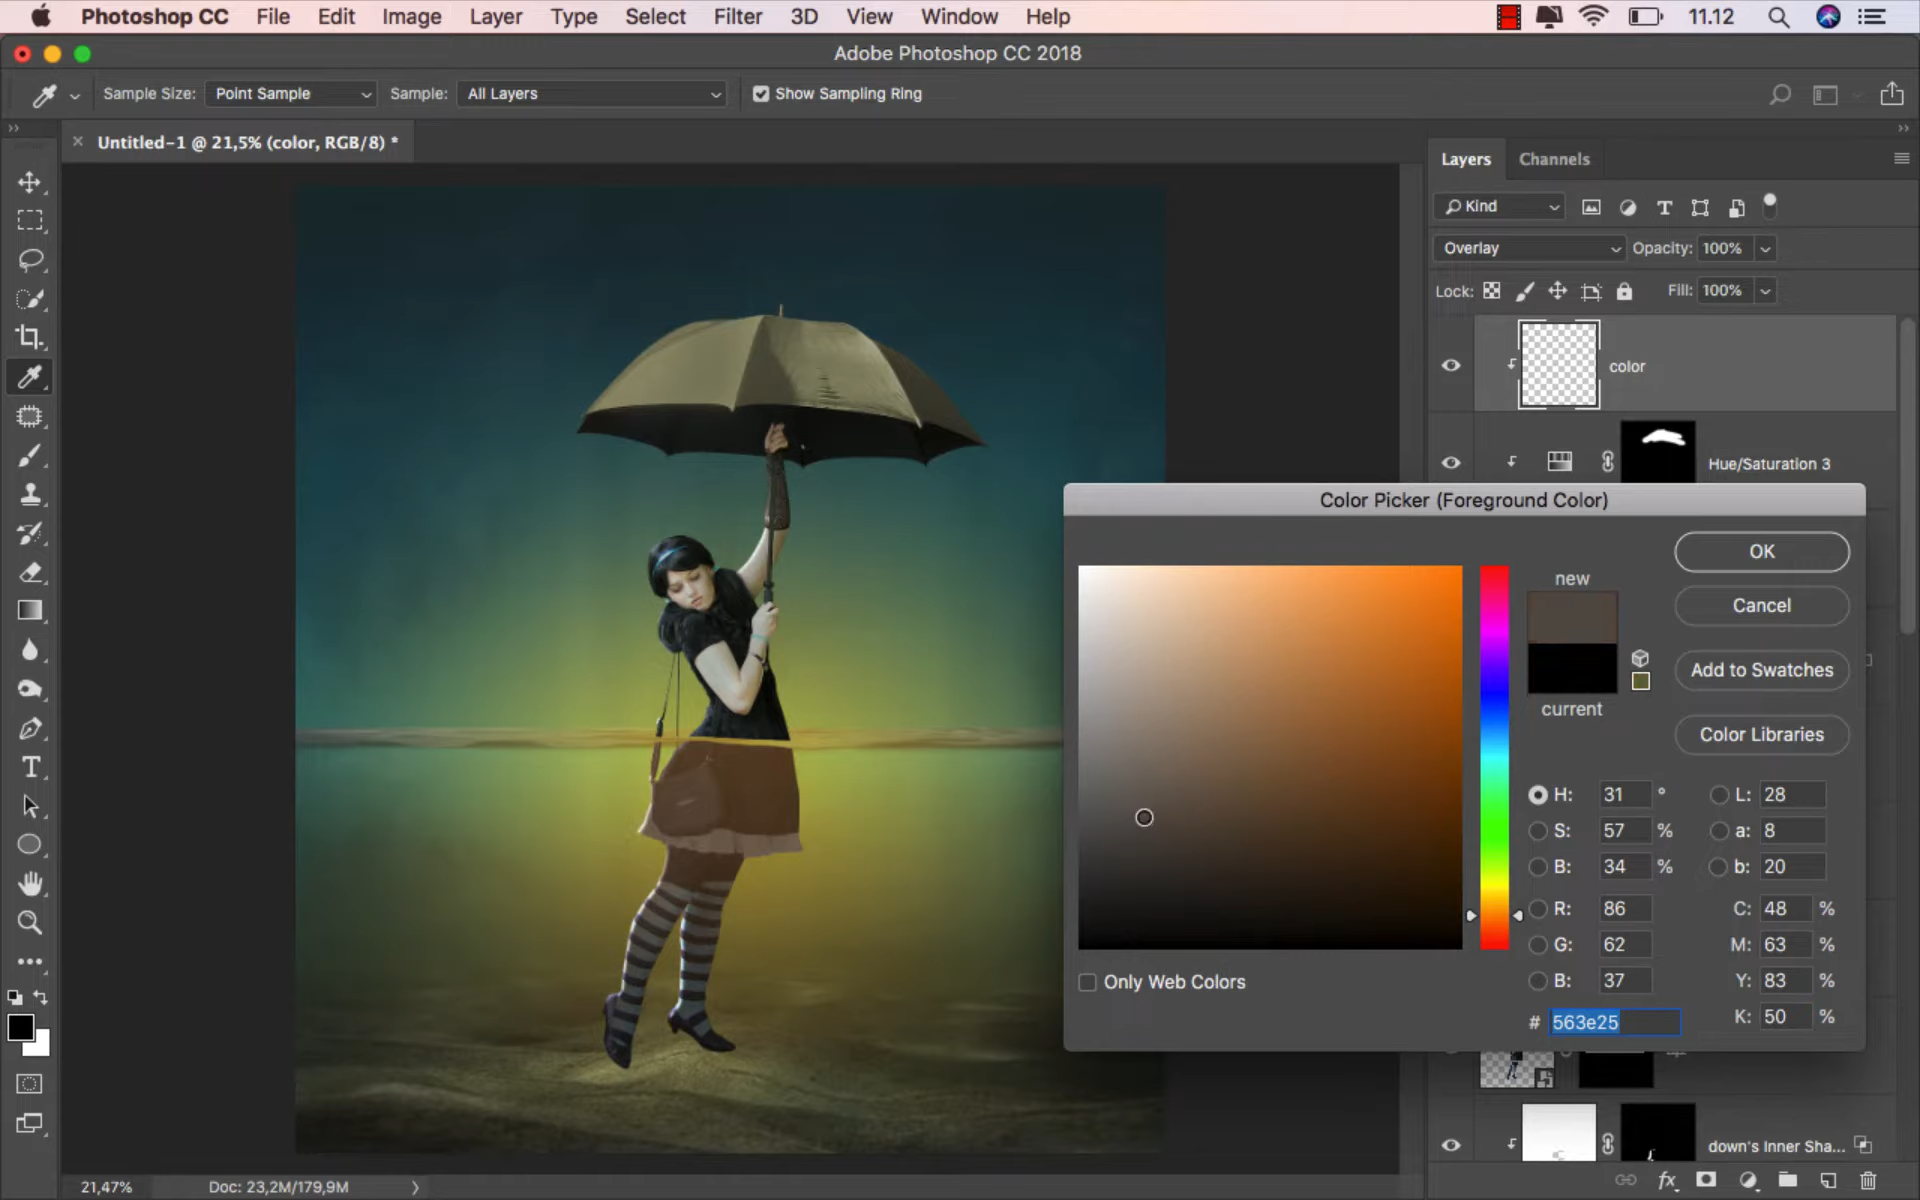 Photoshop CC File Edit Image Layer Type Select Filter 3D View Window Help 11.12
Adobe Photoshop CC 2018
Sample Size: Point Sample Sample: All Layers Show Sampling Ring
Untitled-1 @ 21,5% (color, RGB/8) *
Layers Channels
Kind
Overlay Opacity: 100%
Lock: Fill: 100%
color
Hue/Saturation 3
Color Picker (Foreground Color)
new
current
OK
Cancel
Add to Swatches
Color Libraries
H: 31 ° L: 28
S: 57 % a: 8
B: 34 % b: 20
R: 86 C: 48 %
G: 62 M: 63 %
B: 37 Y: 83 %
# 563e25 K: 50 %
Only Web Colors
down's Inner Sha...
21,47% Doc: 23,2M/179,9M